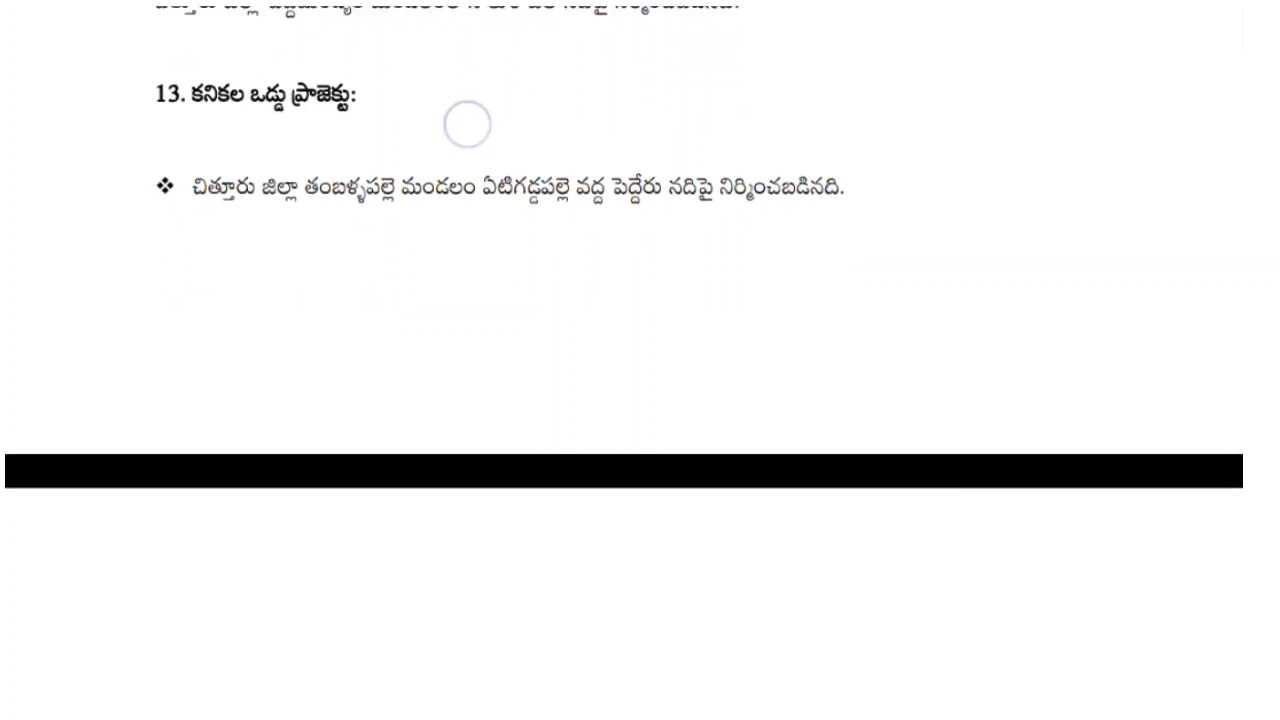 13. కనికల ఒడ్డు ప్రాజెక్టు:
❖ చిత్తూరు జిల్లా తంబళ్ళపల్లె మండలం ఏటిగడ్డపల్లె వద్ద పెద్దేరు నదిపై నిర్మించబడినది.